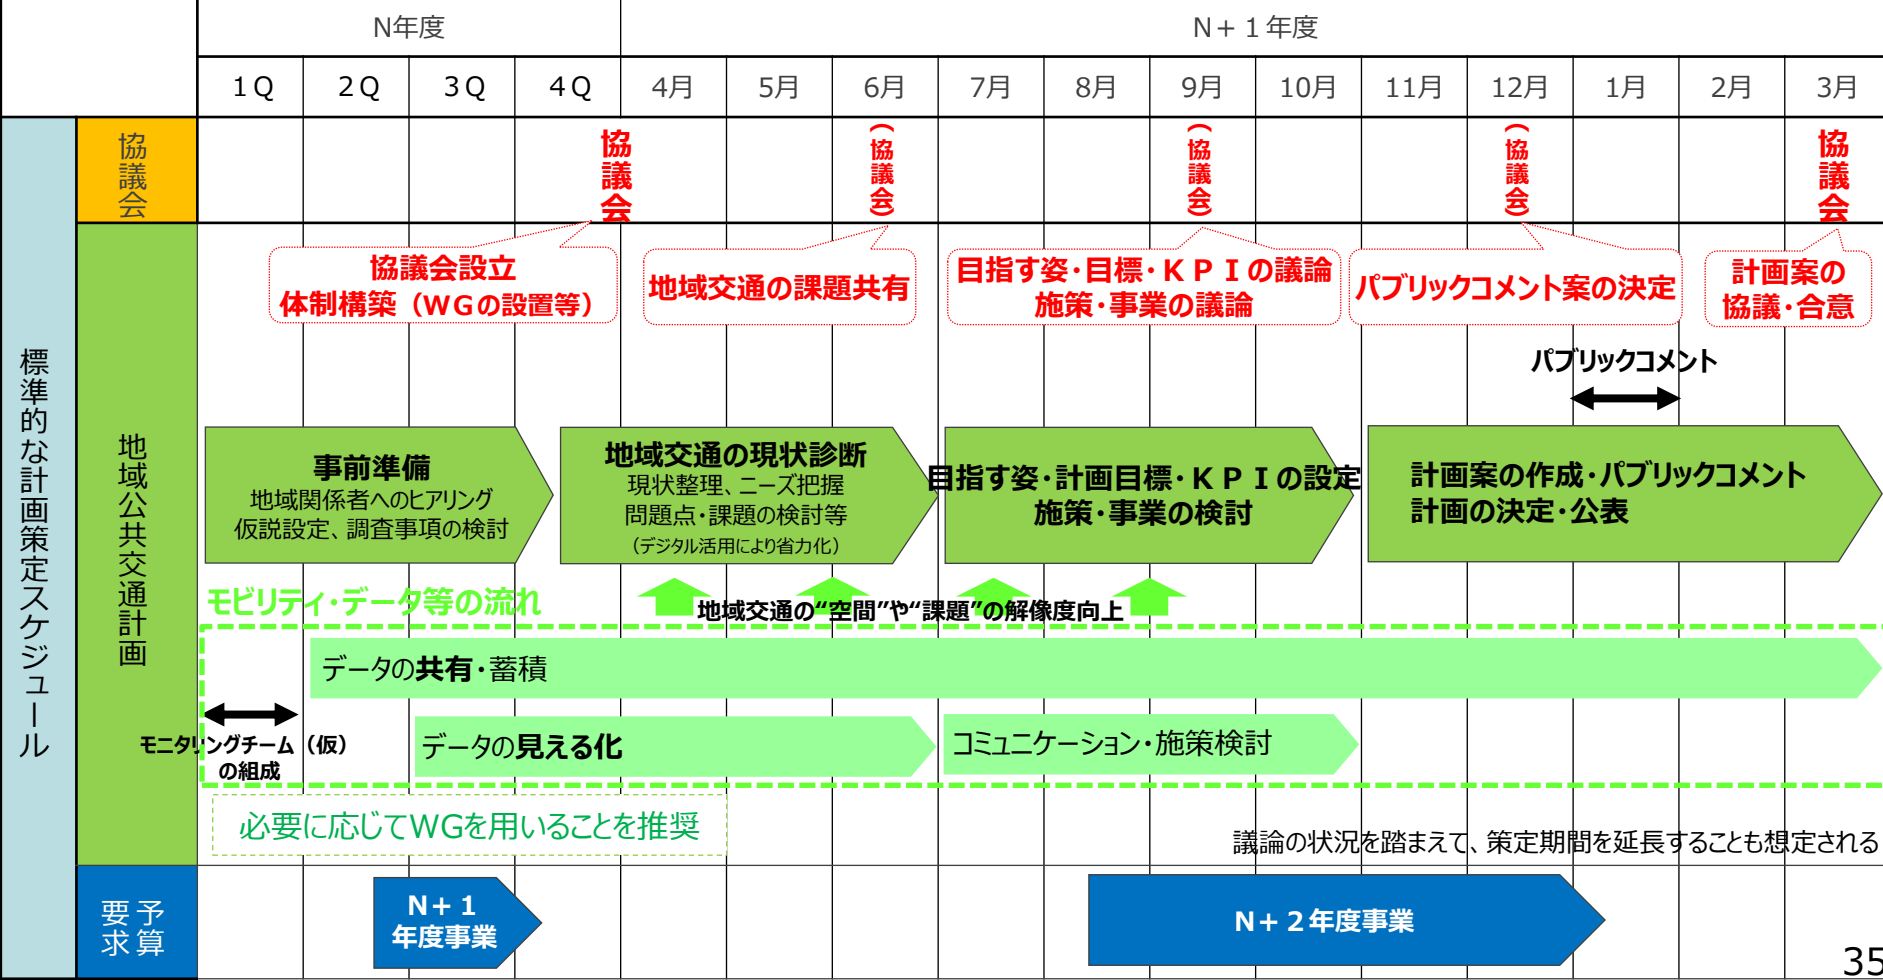 N年度
N+１年度
１Q
２Q
３Q
４Q
4月
5月
6月
7月
8月
9月
10月
11月
12月
1月
2月
3月
標準的な計画策定スケジュール
協議会
協議会
（協議会）
（協議会）
（協議会）
協議会
地域公共交通計画
協議会設立
体制構築（WGの設置等）
地域交通の課題共有
目指す姿・目標・ＫＰＩの議論
施策・事業の議論
パブリックコメント案の決定
計画案の
協議・合意
パブリックコメント
事前準備
地域関係者へのヒアリング
仮説設定、調査事項の検討
地域交通の現状診断
現状整理、ニーズ把握
問題点・課題の検討等
（デジタル活用により省力化）
目指す姿・計画目標・ＫＰＩの設定
施策・事業の検討
計画案の作成・パブリックコメント
計画の決定・公表
モビリティ・データ等の流れ
地域交通の“空間”や“課題”の解像度向上
データの共有・蓄積
モニタリングチーム（仮）
の組成
データの見える化
コミュニケーション・施策検討
必要に応じてWGを用いることを推奨
議論の状況を踏まえて、策定期間を延長することも想定される
予算
要求
N+１
年度事業
N+２年度事業
35